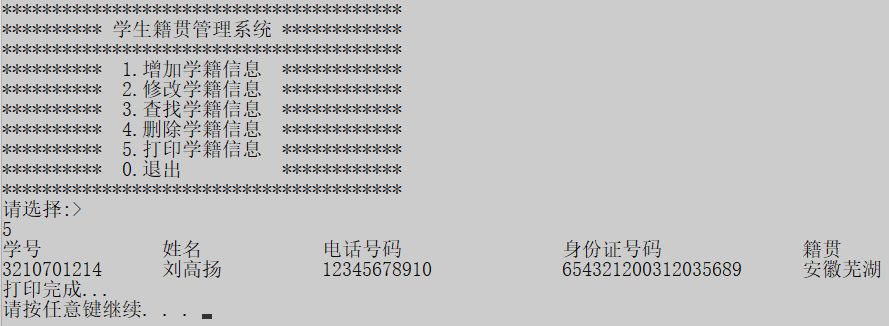 ****************************************
********** 学生籍贯管理系统 ************
****************************************
**********  1.增加学籍信息  ************
**********  2.修改学籍信息  ************
**********  3.查找学籍信息  ************
**********  4.删除学籍信息  ************
**********  5.打印学籍信息  ************
**********  0.退出          ************
****************************************
请选择:>
5
学号            姓名            电话号码                身份证号码              籍贯
3210701214      刘高扬          12345678910             654321200312035689      安徽芜湖
打印完成...
请按任意键继续. . .